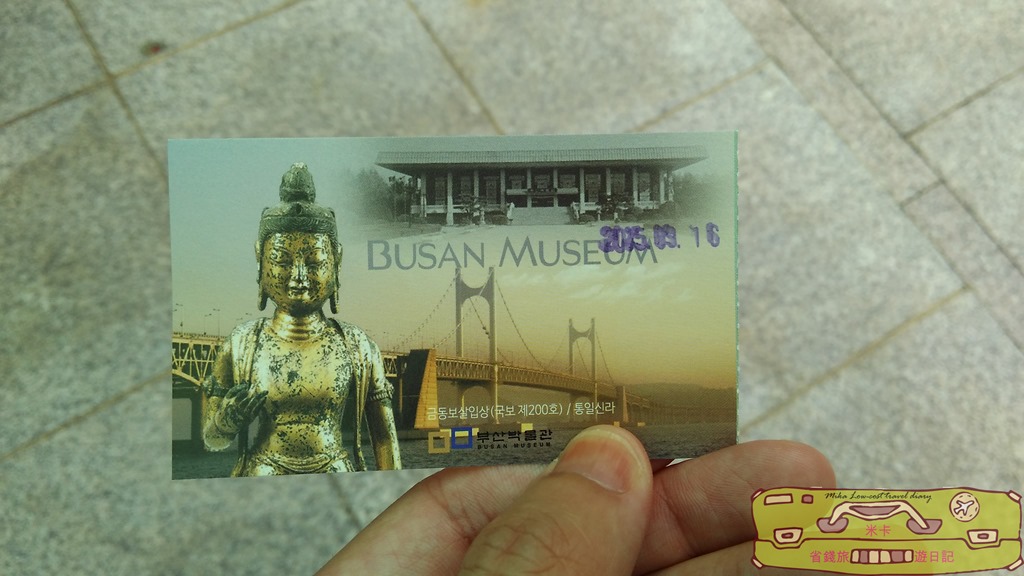 BUSAN MUSEUM
2015.09.16
금동보살입상(국보 제200호) / 통일신라
부산박물관
BUSAN MUSEUM
Mika Low-cost travel diary
米卡
省錢旅遊日記